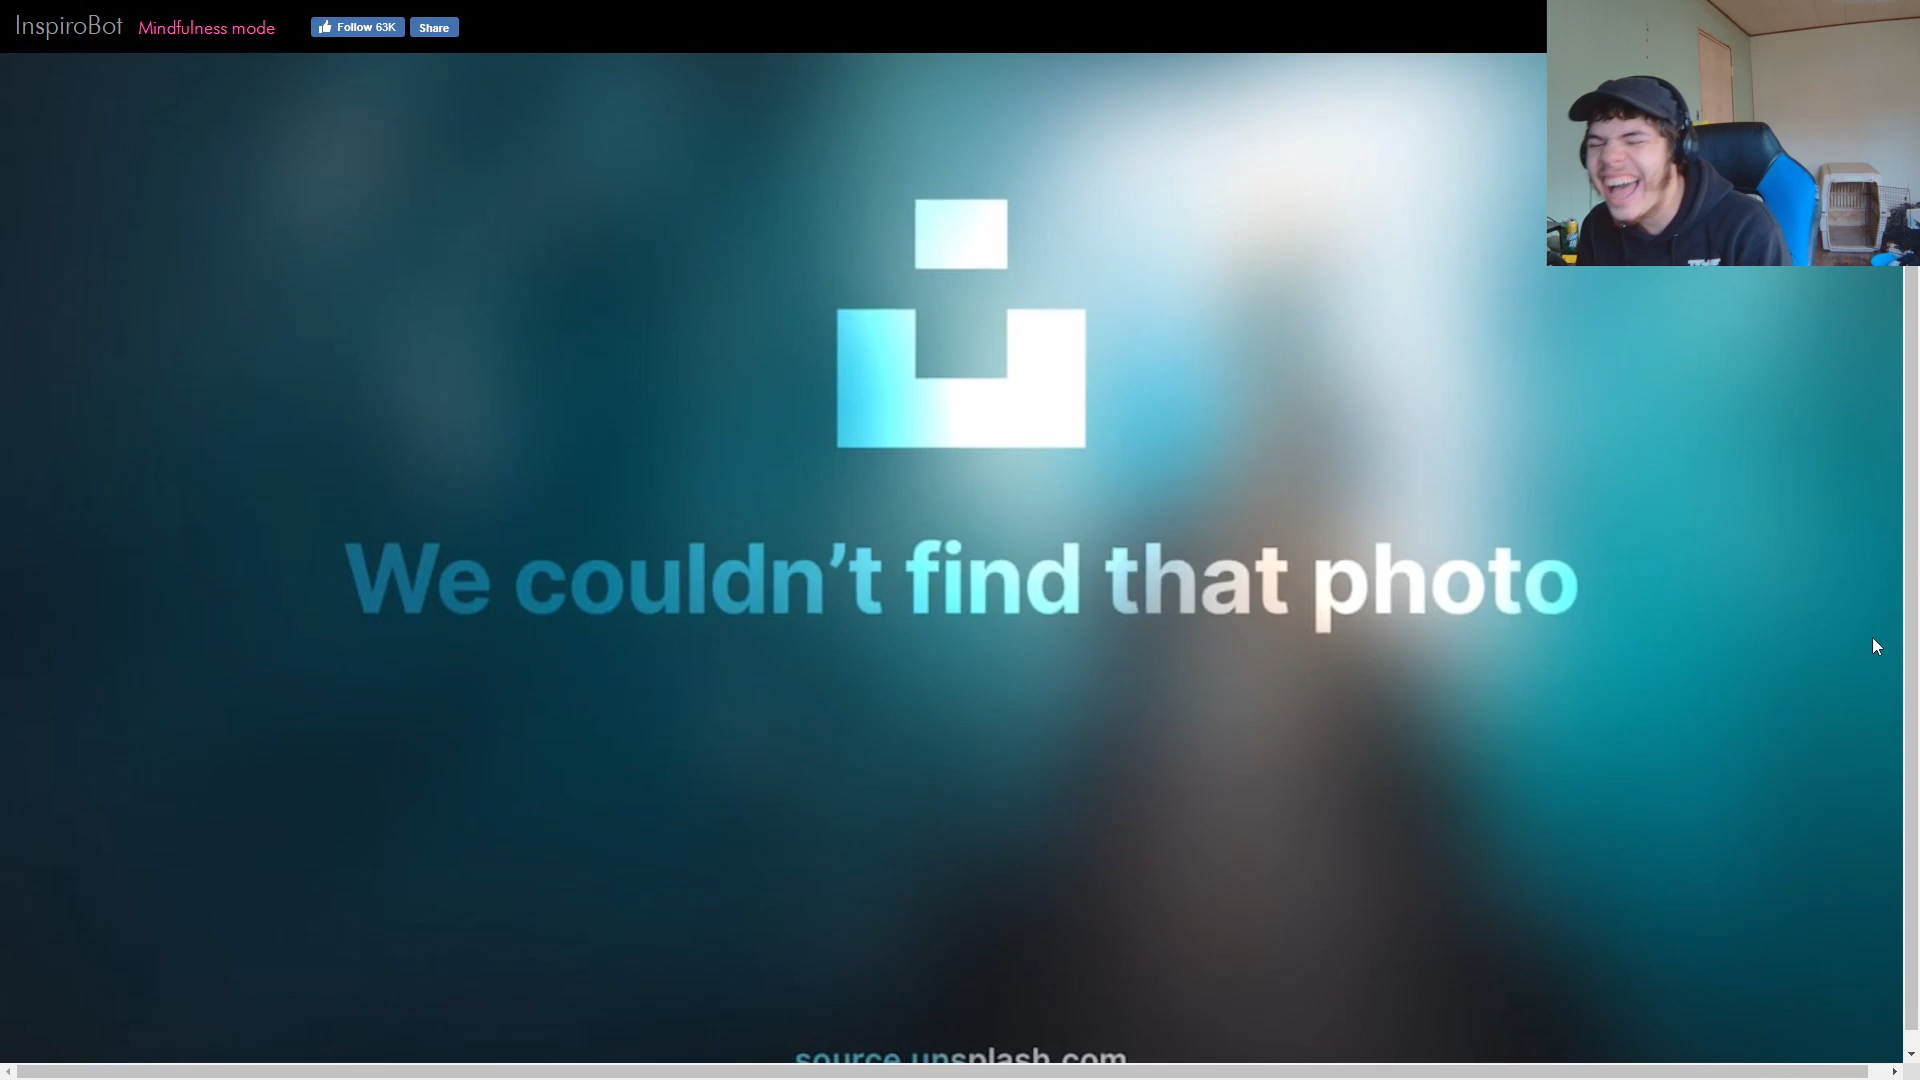 InspiroBot Mindfulness mode Follow 63K Share
We couldn’t find that photo
source.unsplash.com